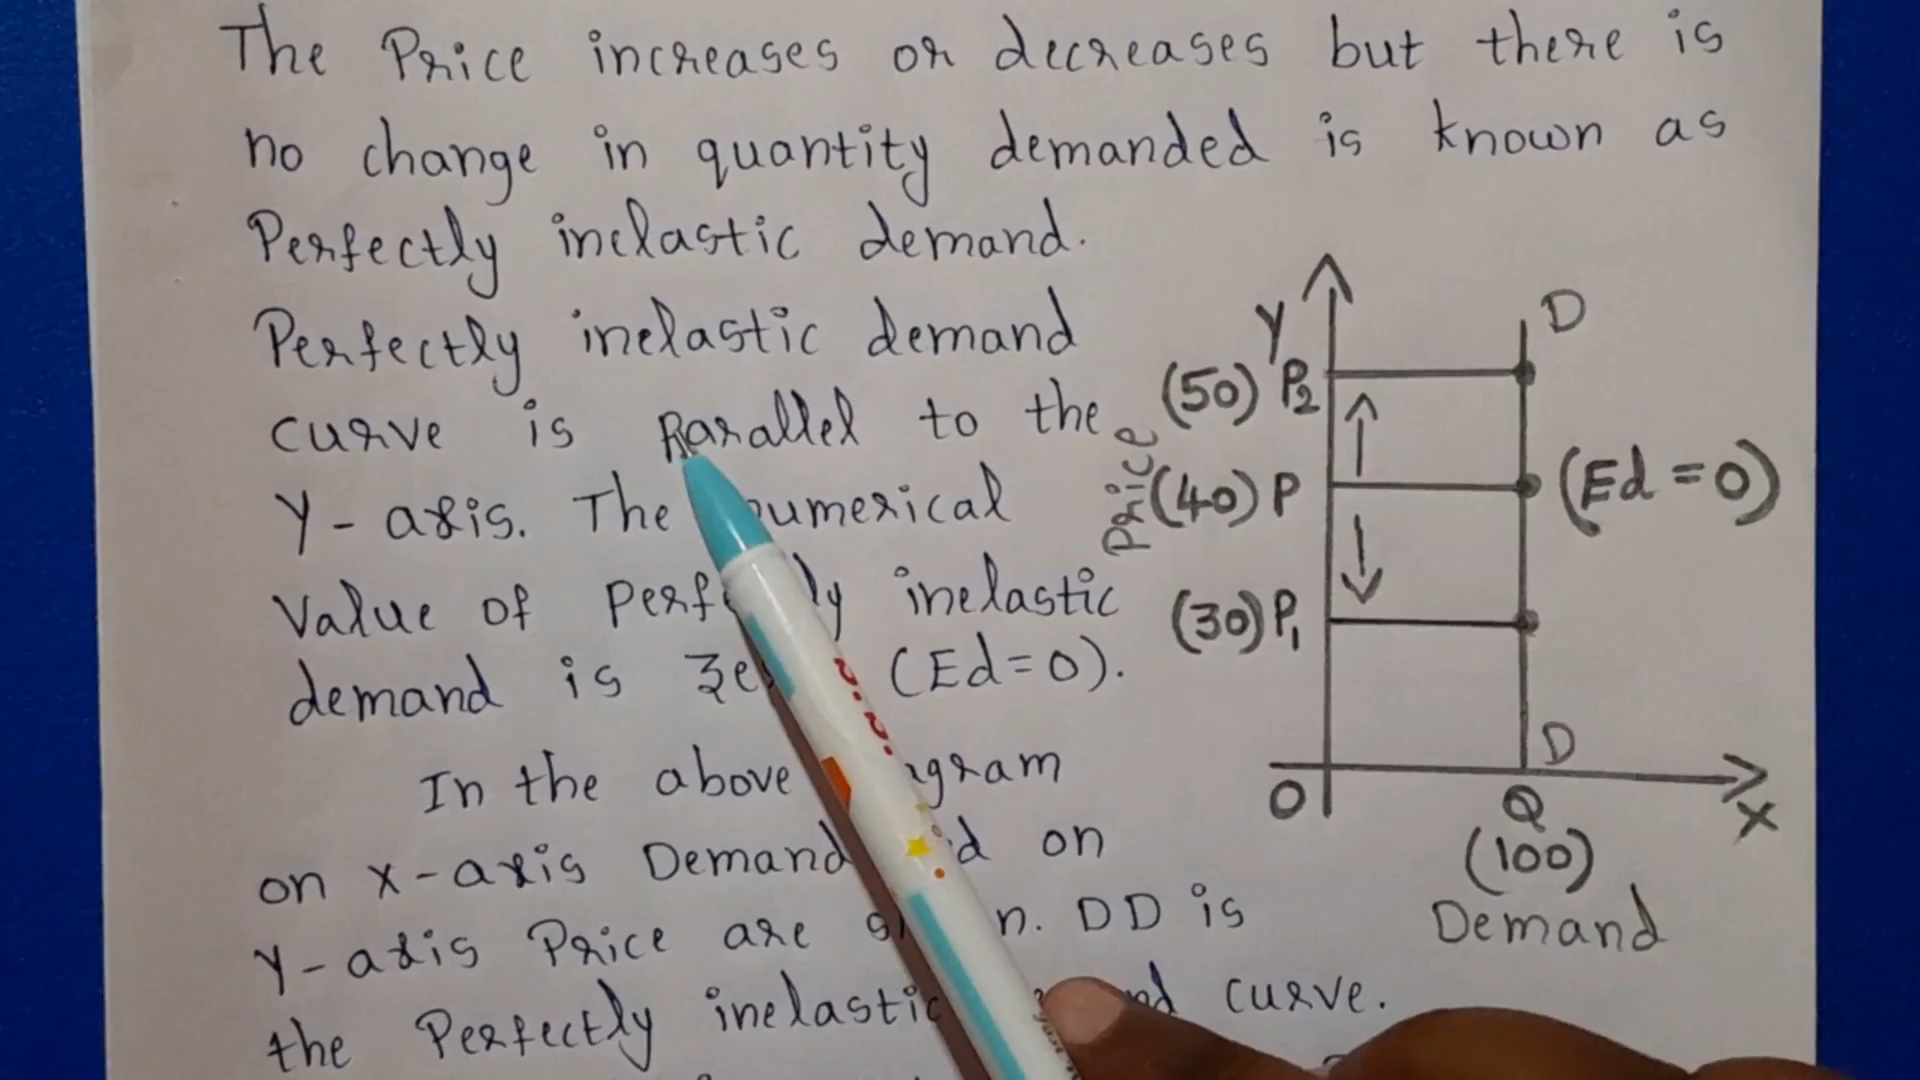 The Price increases or decreases but there is
no change in quantity demanded is known as
Perfectly inelastic demand.
Perfectly inelastic demand
curve is Parallel to the
Y-axis. The numerical
Value of inelastic
demand is (Ed=0).
In the above
on x-axis Demand on
Y-axis Price are DD is
the Perfectly inelastic curve.
Y
D
(50) P2
Price
(40) P
(Ed=0)
(30) P1
D
O
Q
X
(100)
Demand